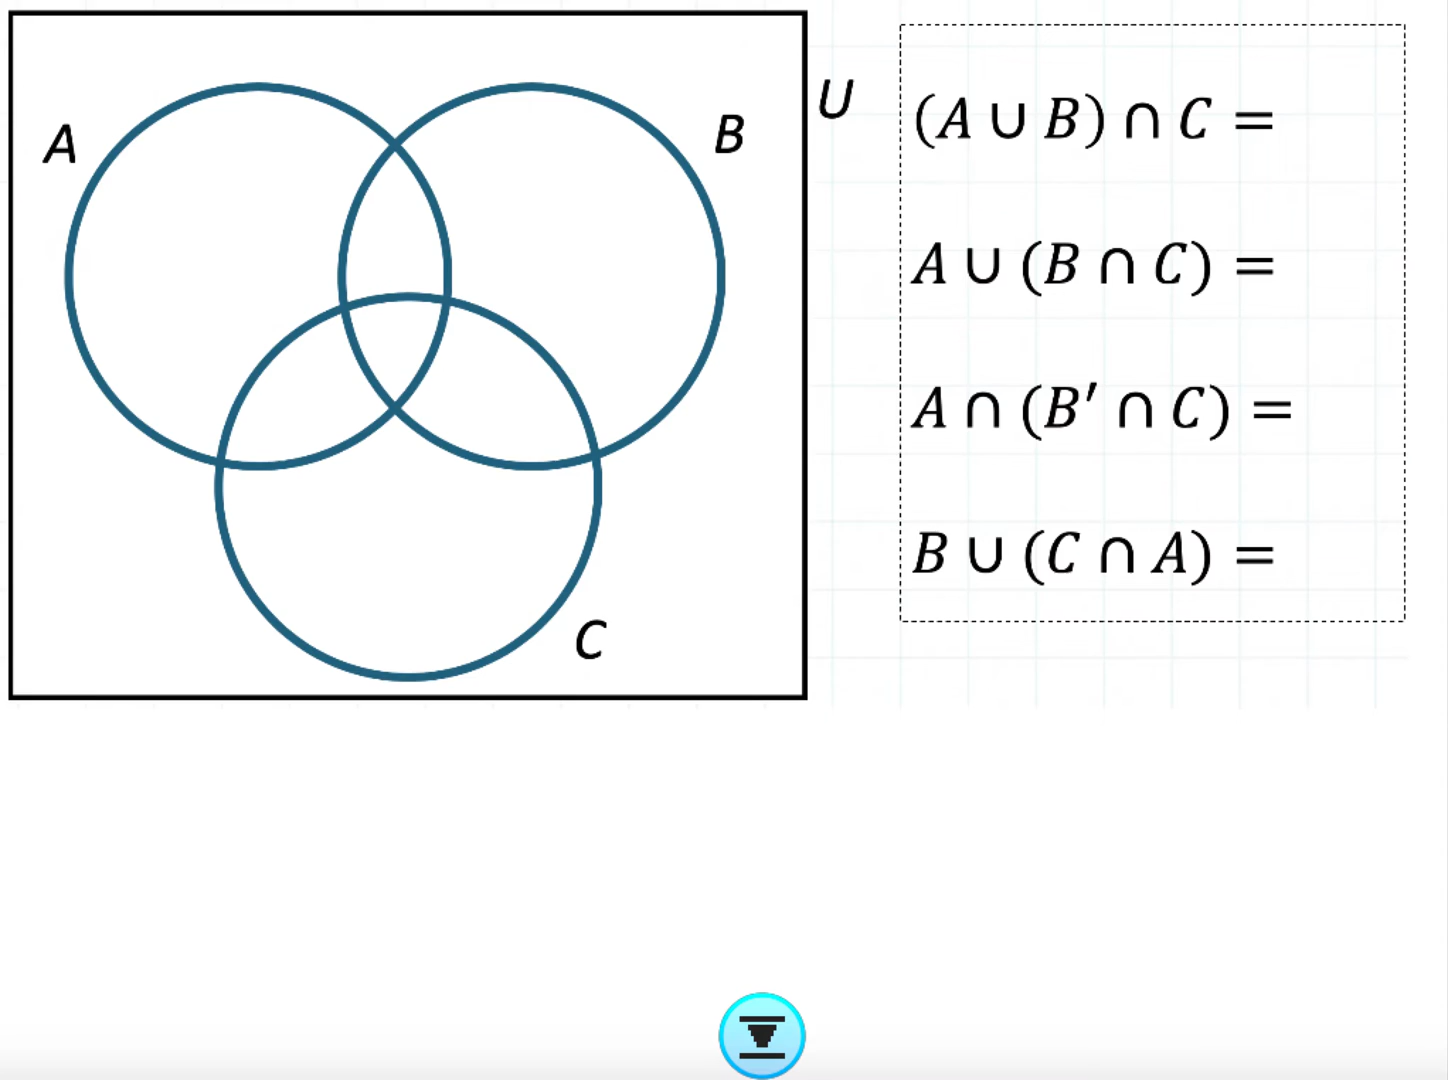 A
B
U
C
(A ∪ B) ∩ C =
A ∪ (B ∩ C) =
A ∩ (B′ ∩ C) =
B ∪ (C ∩ A) =